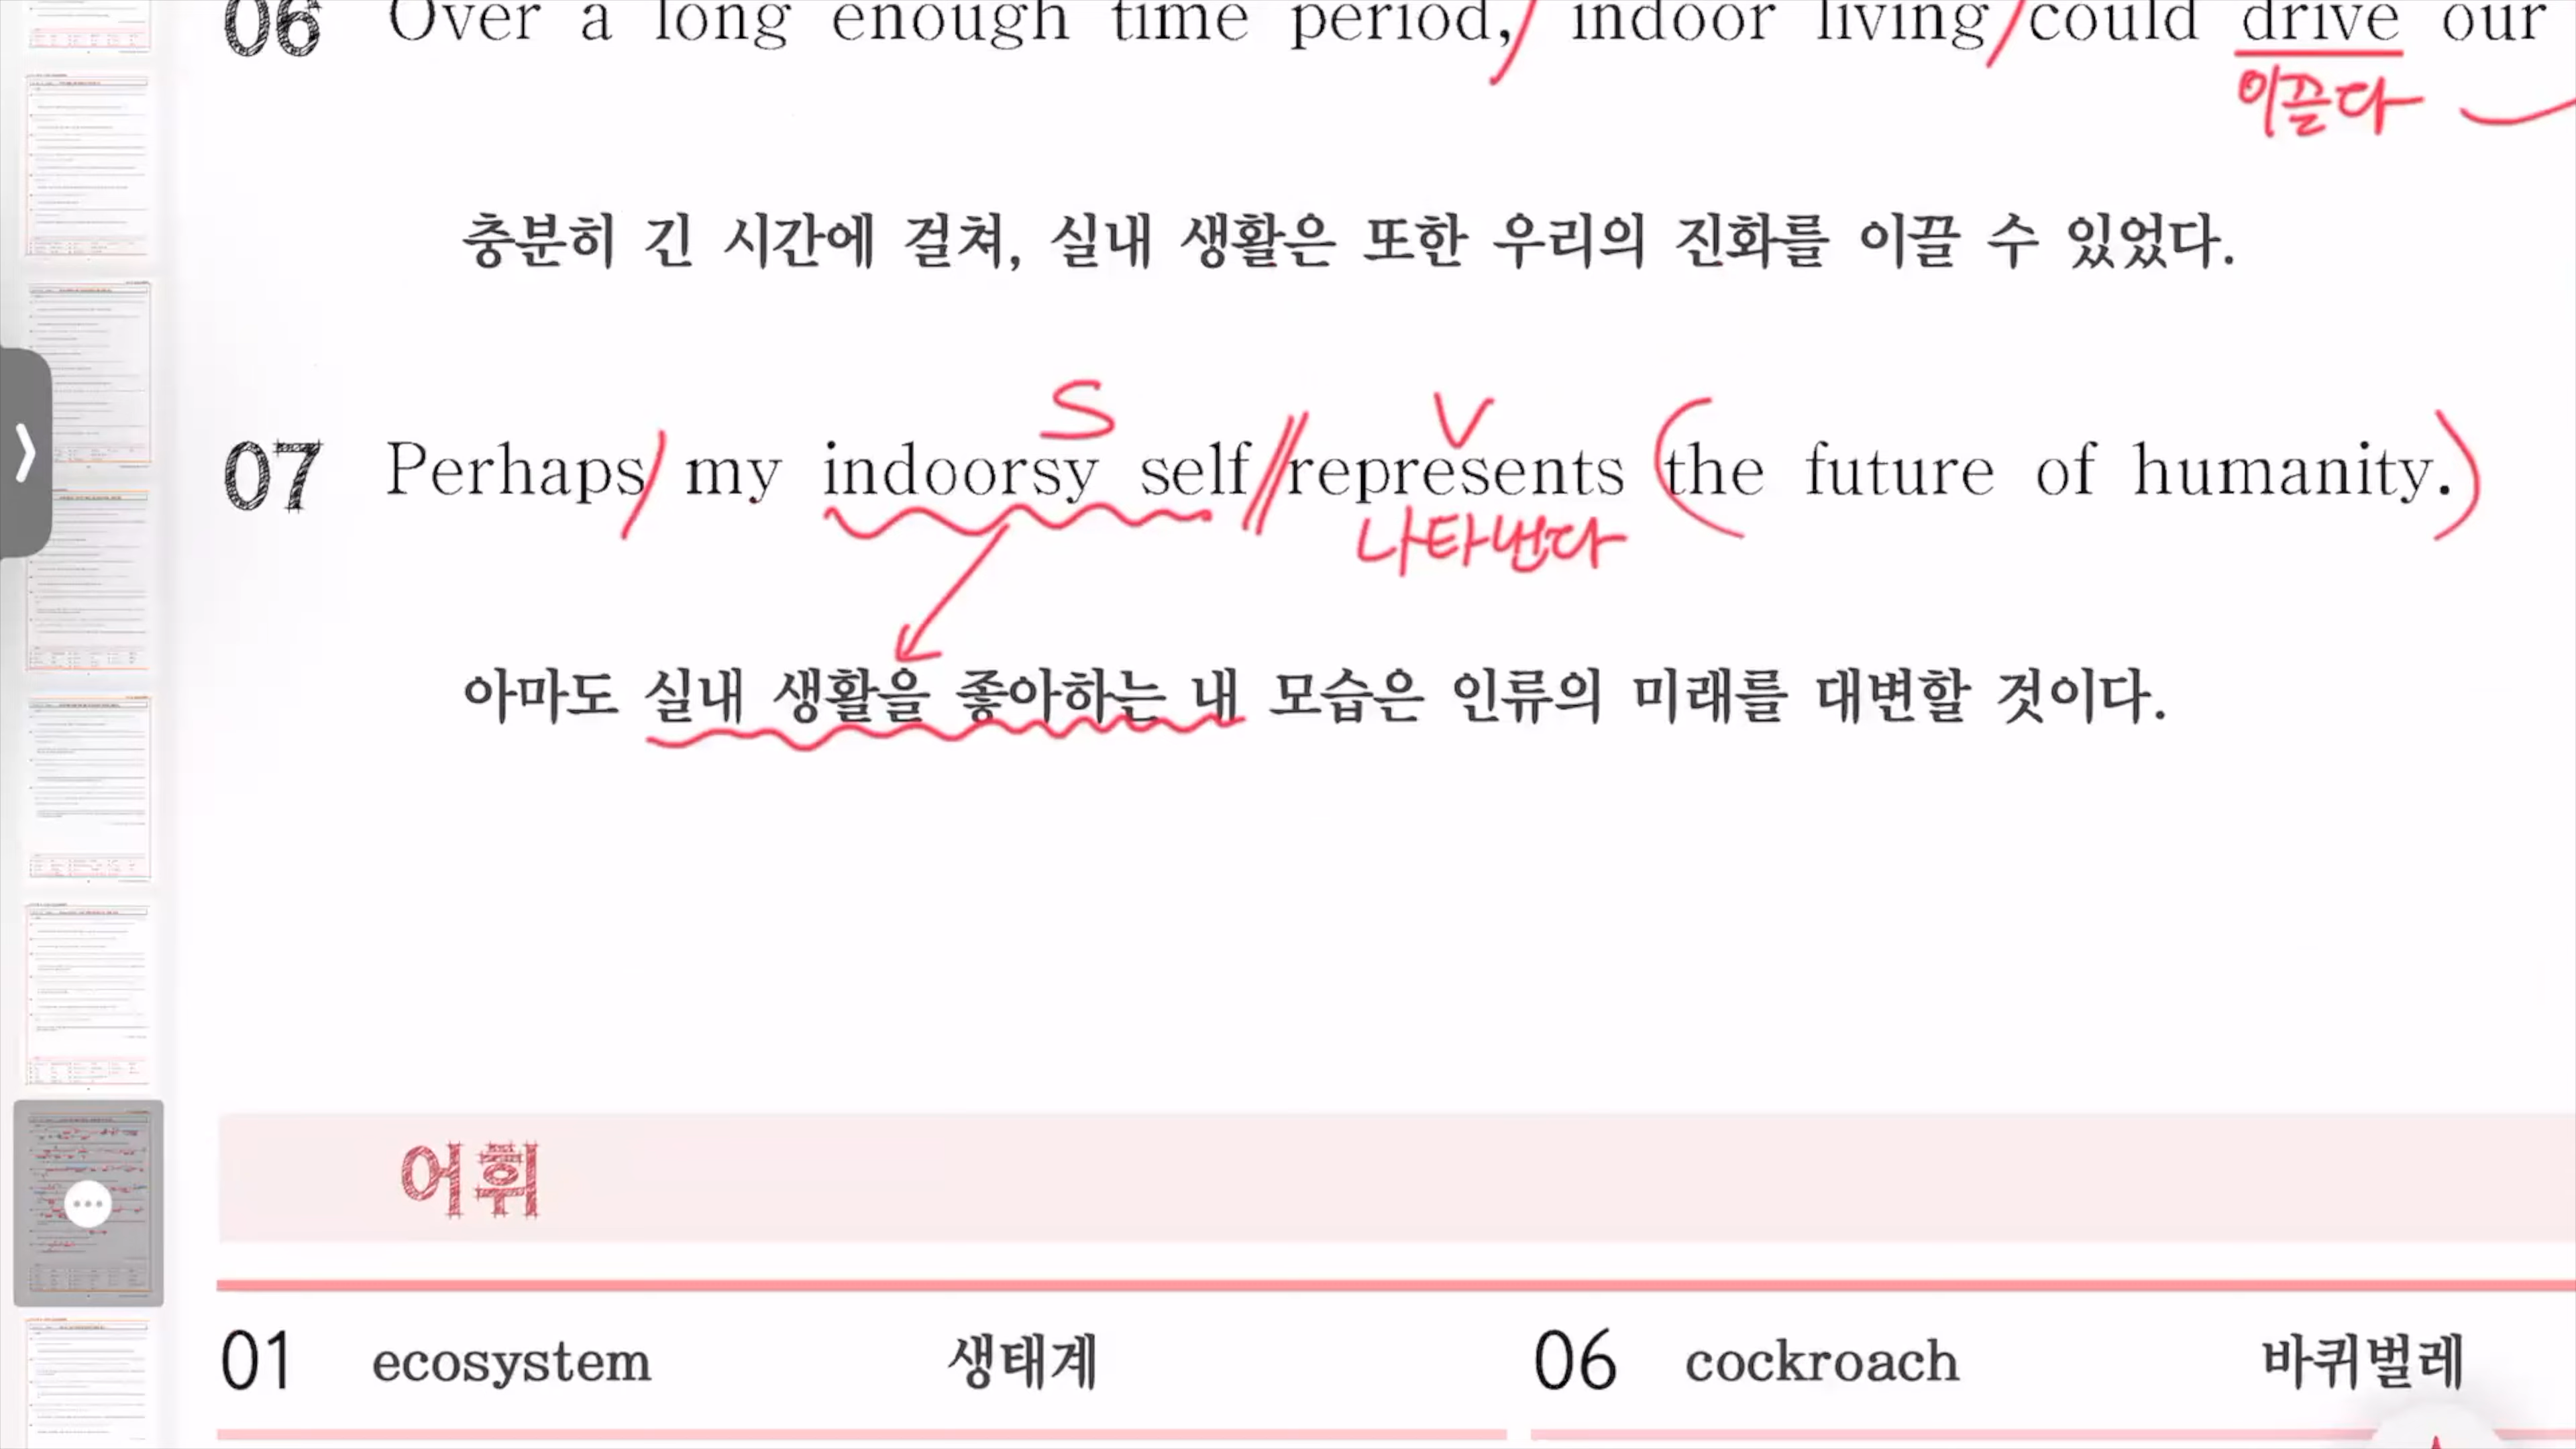 06 Over a long enough time period, indoor living could drive our
이끌다
충분히 긴 시간에 걸쳐, 실내 생활은 또한 우리의 진화를 이끌 수 있었다.
S V
07 Perhaps my indoorsy self represents the future of humanity.
나타낸다
아마도 실내 생활을 좋아하는 내 모습은 인류의 미래를 대변할 것이다.
어휘
01 ecosystem 생태계 06 cockroach 바퀴벌레